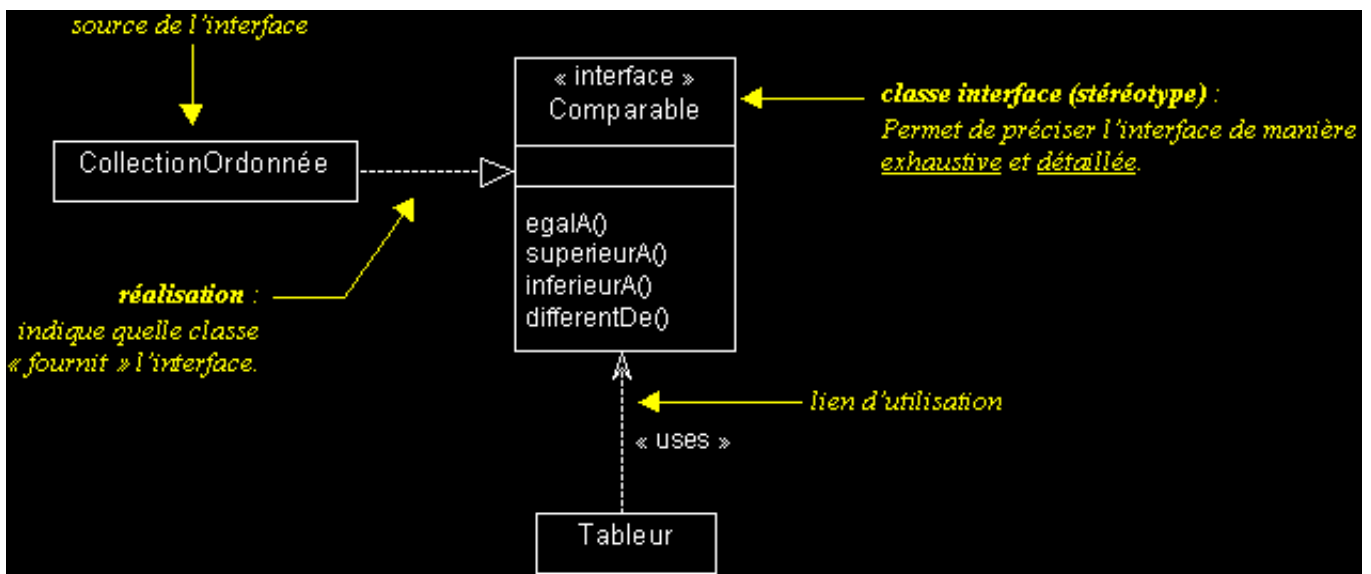 source de l'interface
« interface »
Comparable
classe interface (stéréotype) :
Permet de préciser l'interface de manière
exhaustive et détaillée.
CollectionOrdonnée
egalA()
superieurA()
inferieurA()
differentDe()
réalisation :
indique quelle classe
« fournit » l'interface.
lien d'utilisation
« uses »
Tableur